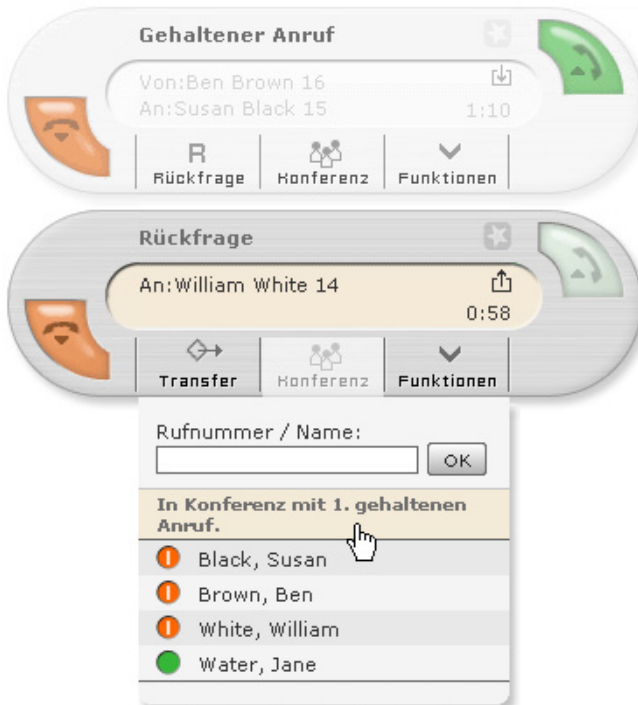 Gehaltener Anruf
Von:Ben Brown 16
An:Susan Black 15
1:10
R
Rückfrage
Konferenz
Funktionen
Rückfrage
An:William White 14
0:58
Transfer
Konferenz
Funktionen
Rufnummer / Name:
OK
In Konferenz mit 1. gehaltenen
Anruf.
Black, Susan
Brown, Ben
White, William
Water, Jane